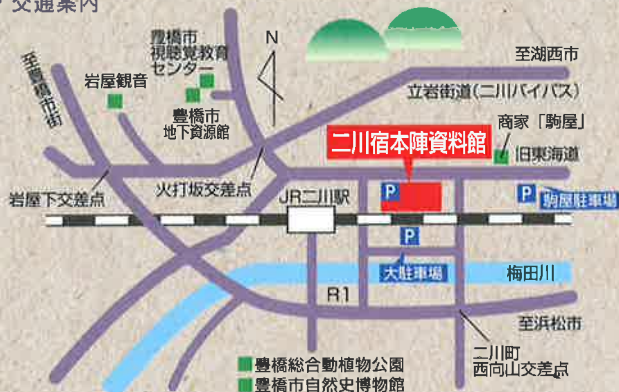 交通案内
至豊橋市街
岩屋観音
豊橋市
視聴覚教育
センター
豊橋市
地下資源館
N
至湖西市
立岩街道(二川バイパス)
商家「駒屋」
旧東海道
二川宿本陣資料館
岩屋下交差点
火打坂交差点
JR二川駅
P
P
駒屋駐車場
P
大駐車場
梅田川
R1
至浜松市
二川町
西向山交差点
豊橋総合動植物公園
豊橋市自然史博物館